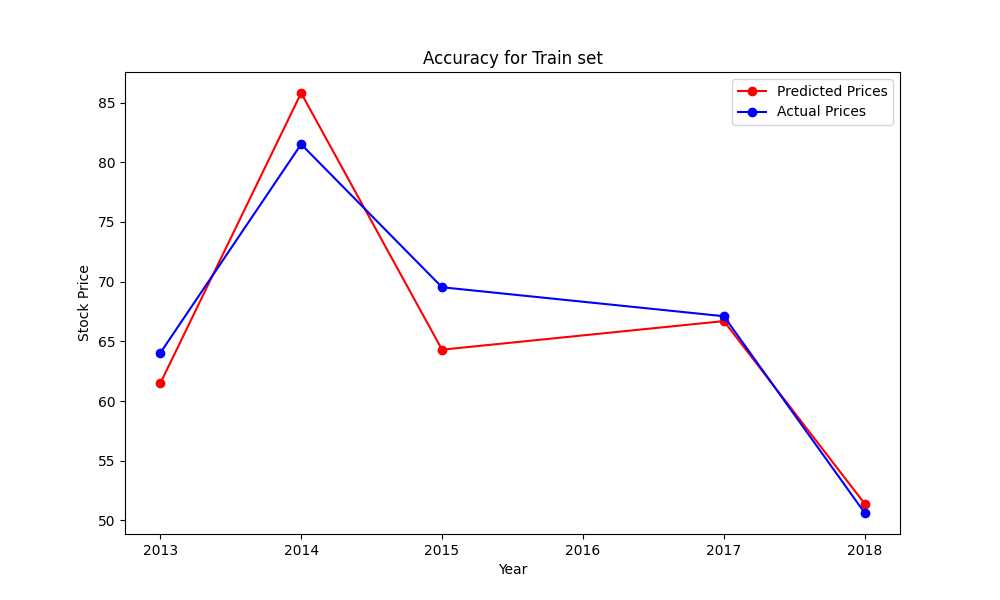 Accuracy for Train set
Predicted Prices
Actual Prices
Stock Price
85
80
75
70
65
60
55
50
2013 2014 2015 2016 2017 2018
Year